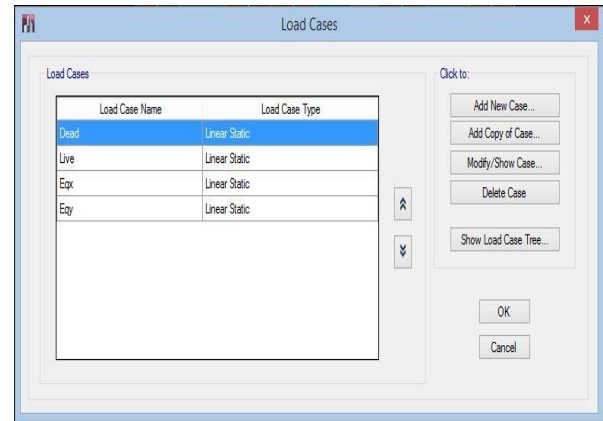 Load Cases
Load Cases
Click to:
Load Case Name Load Case Type
Dead Linear Static
Live Linear Static
Eqx Linear Static
Eqy Linear Static
Add New Case...
Add Copy of Case...
Modify/Show Case...
Delete Case
Show Load Case Tree...
OK
Cancel